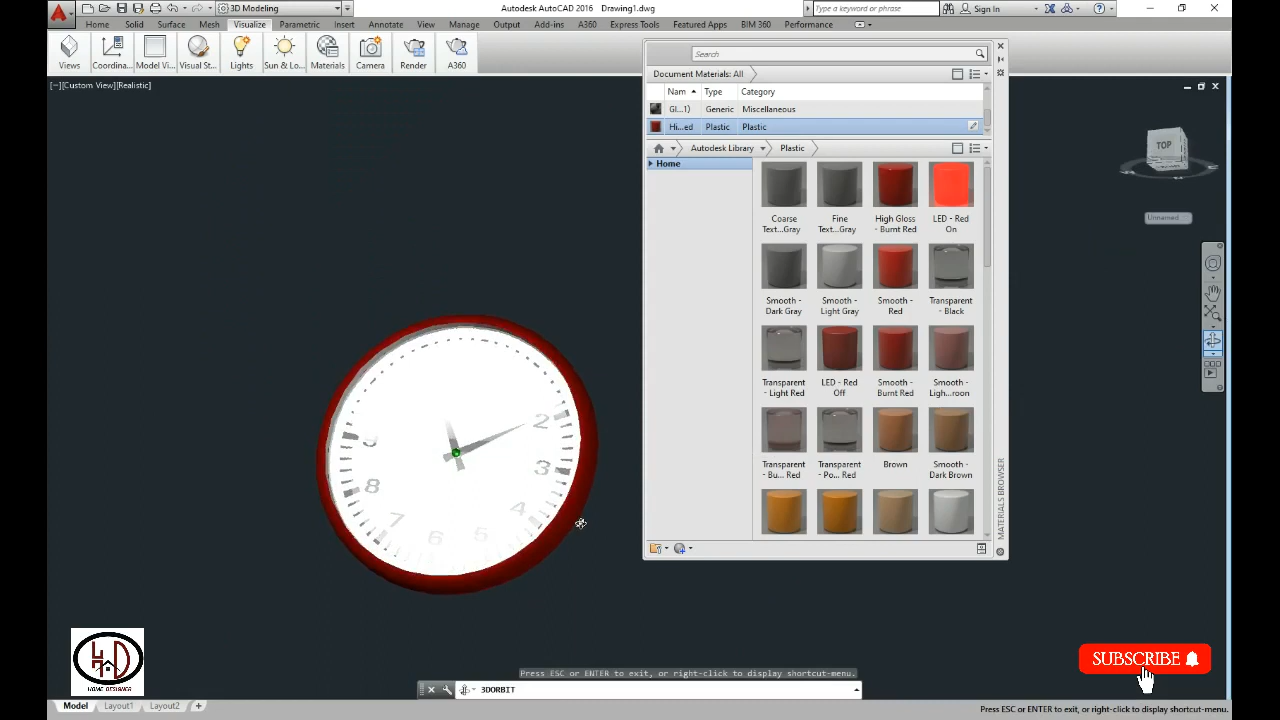 3D Modeling
Autodesk AutoCAD 2016 Drawing1.dwg
Type a keyword or phrase
Sign In
Home Solid Surface Mesh Visualize Parametric Insert Annotate View Manage Output Add-ins A360 Express Tools Featured Apps BIM 360 Performance
Views Coordina... Model Vi... Visual St... Lights Sun & Lo... Materials Camera Render A360
[−][Custom View][Realistic]
Search
Document Materials: All
Nam Type Category
Gl...1) Generic Miscellaneous
Hi...ed Plastic Plastic
Autodesk Library Plastic
Home
Coarse Text...Gray
Fine Text...Gray
High Gloss - Burnt Red
LED - Red On
Smooth - Dark Gray
Smooth - Light Gray
Smooth - Red
Transparent - Black
Transparent - Light Red
LED - Red Off
Smooth - Burnt Red
Smooth - Ligh...roon
Transparent - Bu... Red
Transparent - Po... Red
Brown
Smooth - Dark Brown
MATERIALS BROWSER
TOP
Unnamed
2
3
4
5
6
7
8
HOME DESIGNER
SUBSCRIBE
Press ESC or ENTER to exit, or right-click to display shortcut-menu.
3DORBIT
Model Layout1 Layout2 +
Press ESC or ENTER to exit, or right-click to display shortcut-menu.